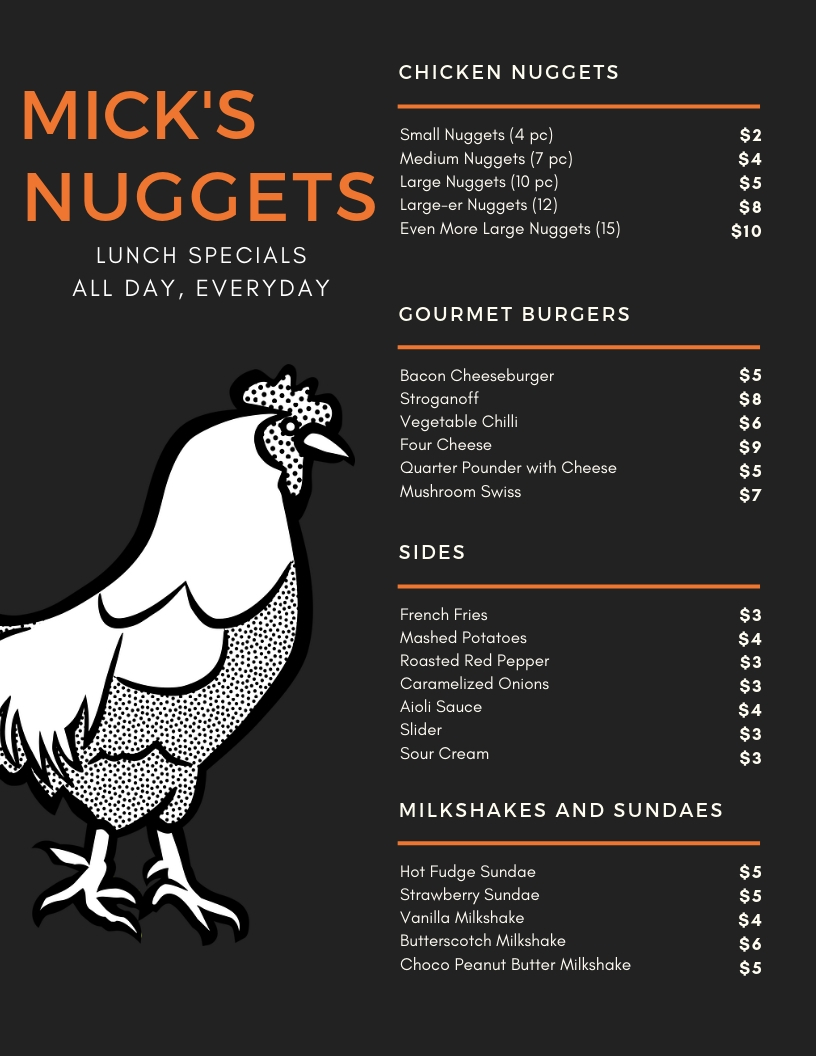 MICK'S
NUGGETS
LUNCH SPECIALS
ALL DAY, EVERYDAY
CHICKEN NUGGETS
Small Nuggets (4 pc) $2
Medium Nuggets (7 pc) $4
Large Nuggets (10 pc) $5
Large-er Nuggets (12) $8
Even More Large Nuggets (15) $10
GOURMET BURGERS
Bacon Cheeseburger $5
Stroganoff $8
Vegetable Chilli $6
Four Cheese $9
Quarter Pounder with Cheese $5
Mushroom Swiss $7
SIDES
French Fries $3
Mashed Potatoes $4
Roasted Red Pepper $3
Caramelized Onions $3
Aioli Sauce $4
Slider $3
Sour Cream $3
MILKSHAKES AND SUNDAES
Hot Fudge Sundae $5
Strawberry Sundae $5
Vanilla Milkshake $4
Butterscotch Milkshake $6
Choco Peanut Butter Milkshake $5